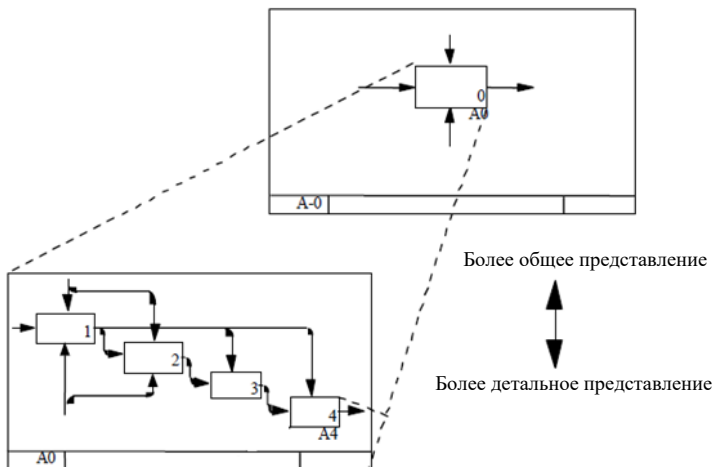 0
A0
A-0
Более общее представление
Более детальное представление
1
2
3
4
A4
A0